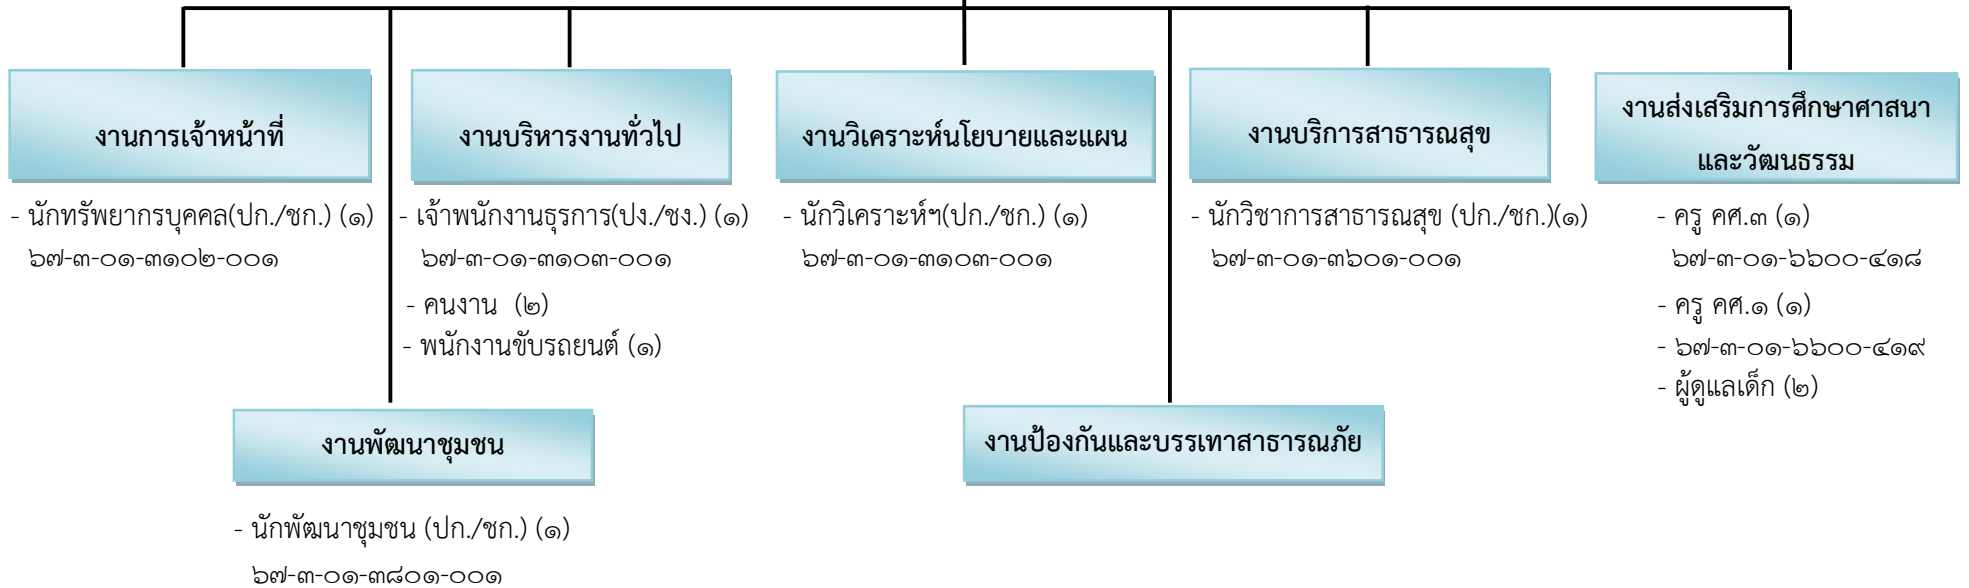 งานการเจ้าหน้าที่
- นักทรัพยากรบุคคล(ปก./ชก.) (๑)
๖๗-๓-๐๑-๓๑๐๒-๐๐๑
งานบริหารงานทั่วไป
- เจ้าพนักงานธุรการ(ปง./ชง.) (๑)
๖๗-๓-๐๑-๓๑๐๓-๐๐๑
- คนงาน (๒)
- พนักงานขับรถยนต์ (๑)
งานวิเคราะห์นโยบายและแผน
- นักวิเคราะห์ฯ(ปก./ชก.) (๑)
๖๗-๓-๐๑-๓๑๐๓-๐๐๑
งานบริการสาธารณสุข
- นักวิชาการสาธารณสุข (ปก./ชก.)(๑)
๖๗-๓-๐๑-๓๖๐๑-๐๐๑
งานส่งเสริมการศึกษาศาสนา
และวัฒนธรรม
- ครู คศ.๓ (๑)
๖๗-๓-๐๑-๖๖๐๐-๔๑๘
- ครู คศ.๑ (๑)
- ๖๗-๓-๐๑-๖๖๐๐-๔๑๙
- ผู้ดูแลเด็ก (๒)
งานพัฒนาชุมชน
- นักพัฒนาชุมชน (ปก./ชก.) (๑)
๖๗-๓-๐๑-๓๘๐๑-๐๐๑
งานป้องกันและบรรเทาสาธารณภัย